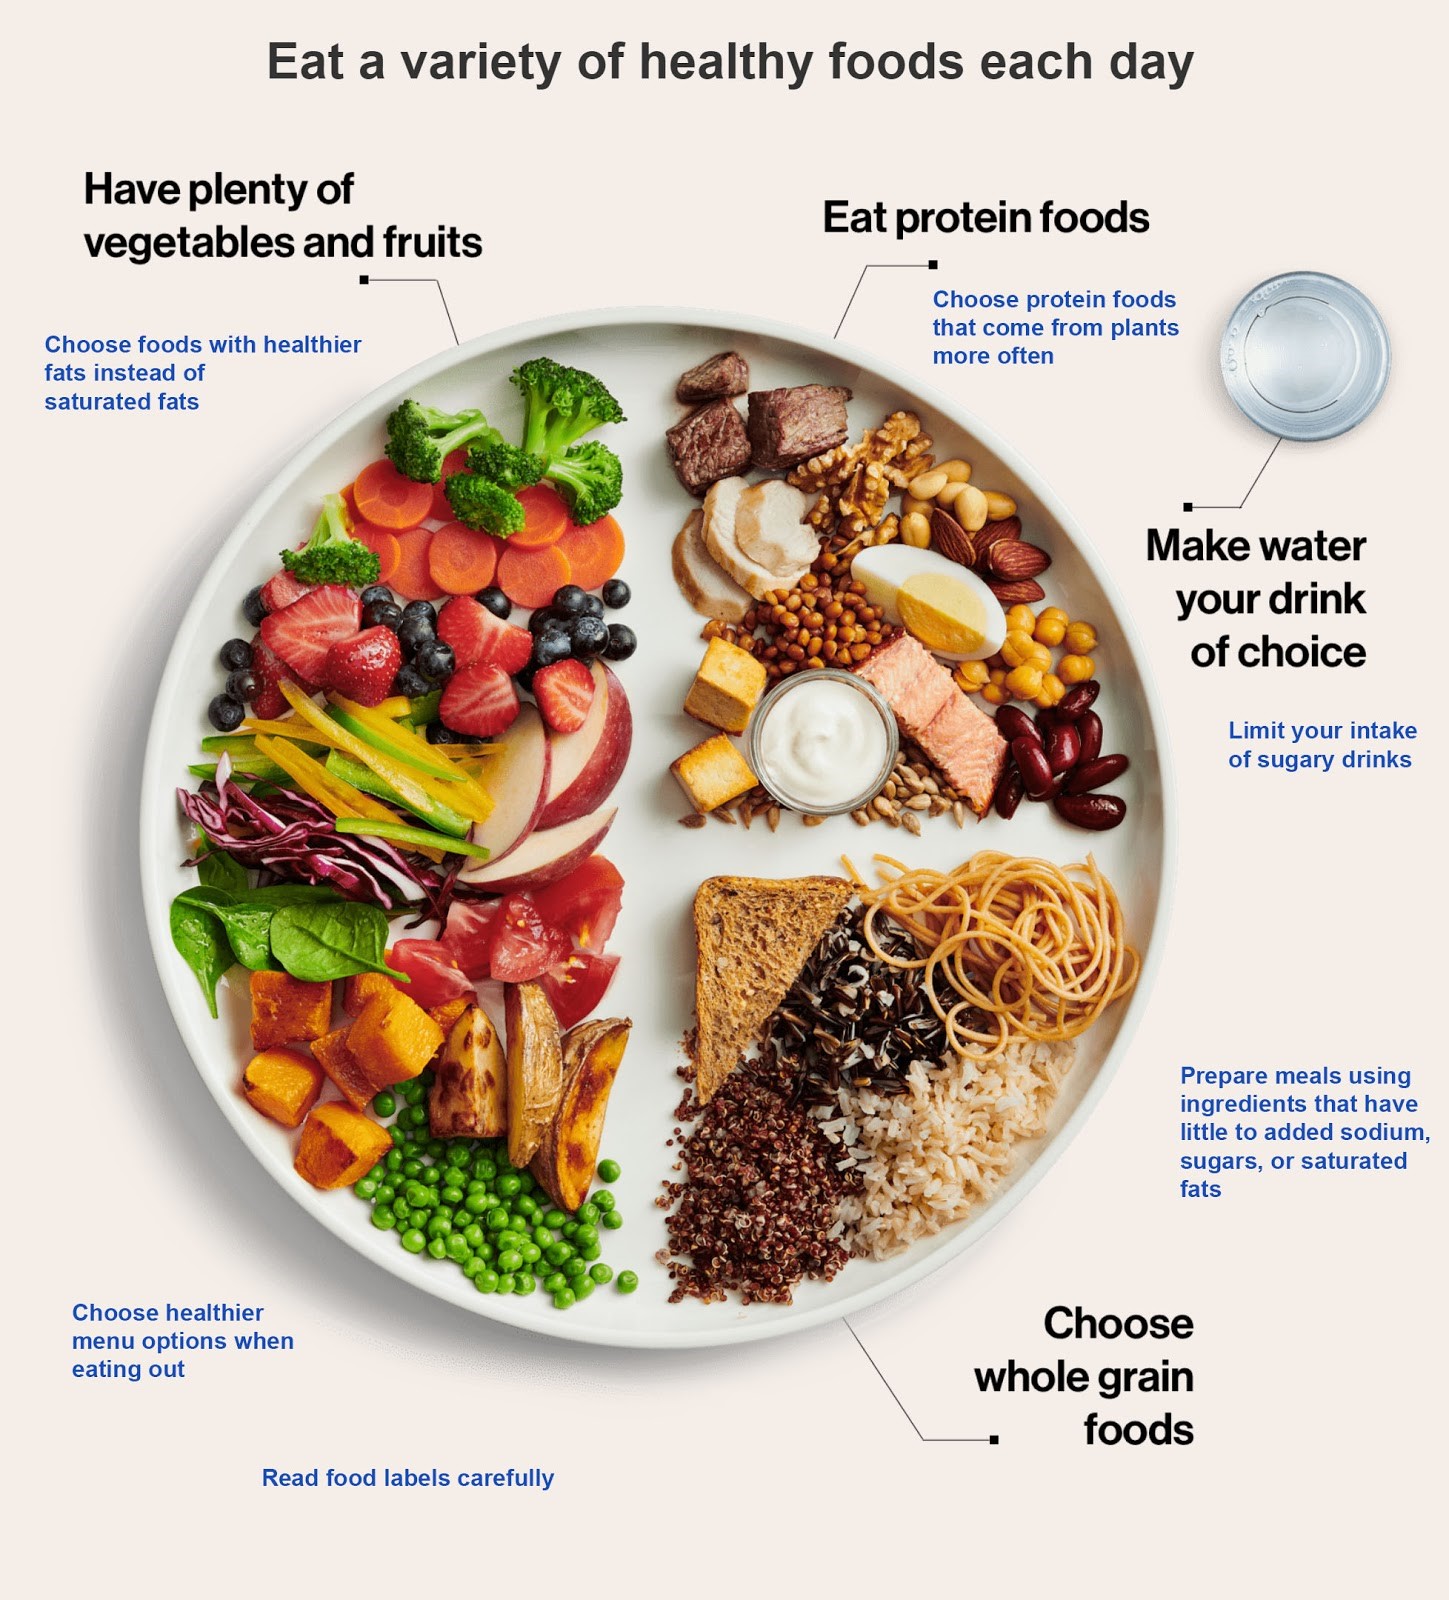 Eat a variety of healthy foods each day
Have plenty of
vegetables and fruits
Choose foods with healthier
fats instead of
saturated fats
Eat protein foods
Choose protein foods
that come from plants
more often
Make water
your drink
of choice
Limit your intake
of sugary drinks
Prepare meals using
ingredients that have
little to added sodium,
sugars, or saturated
fats
Choose healthier
menu options when
eating out
Choose
whole grain
foods
Read food labels carefully